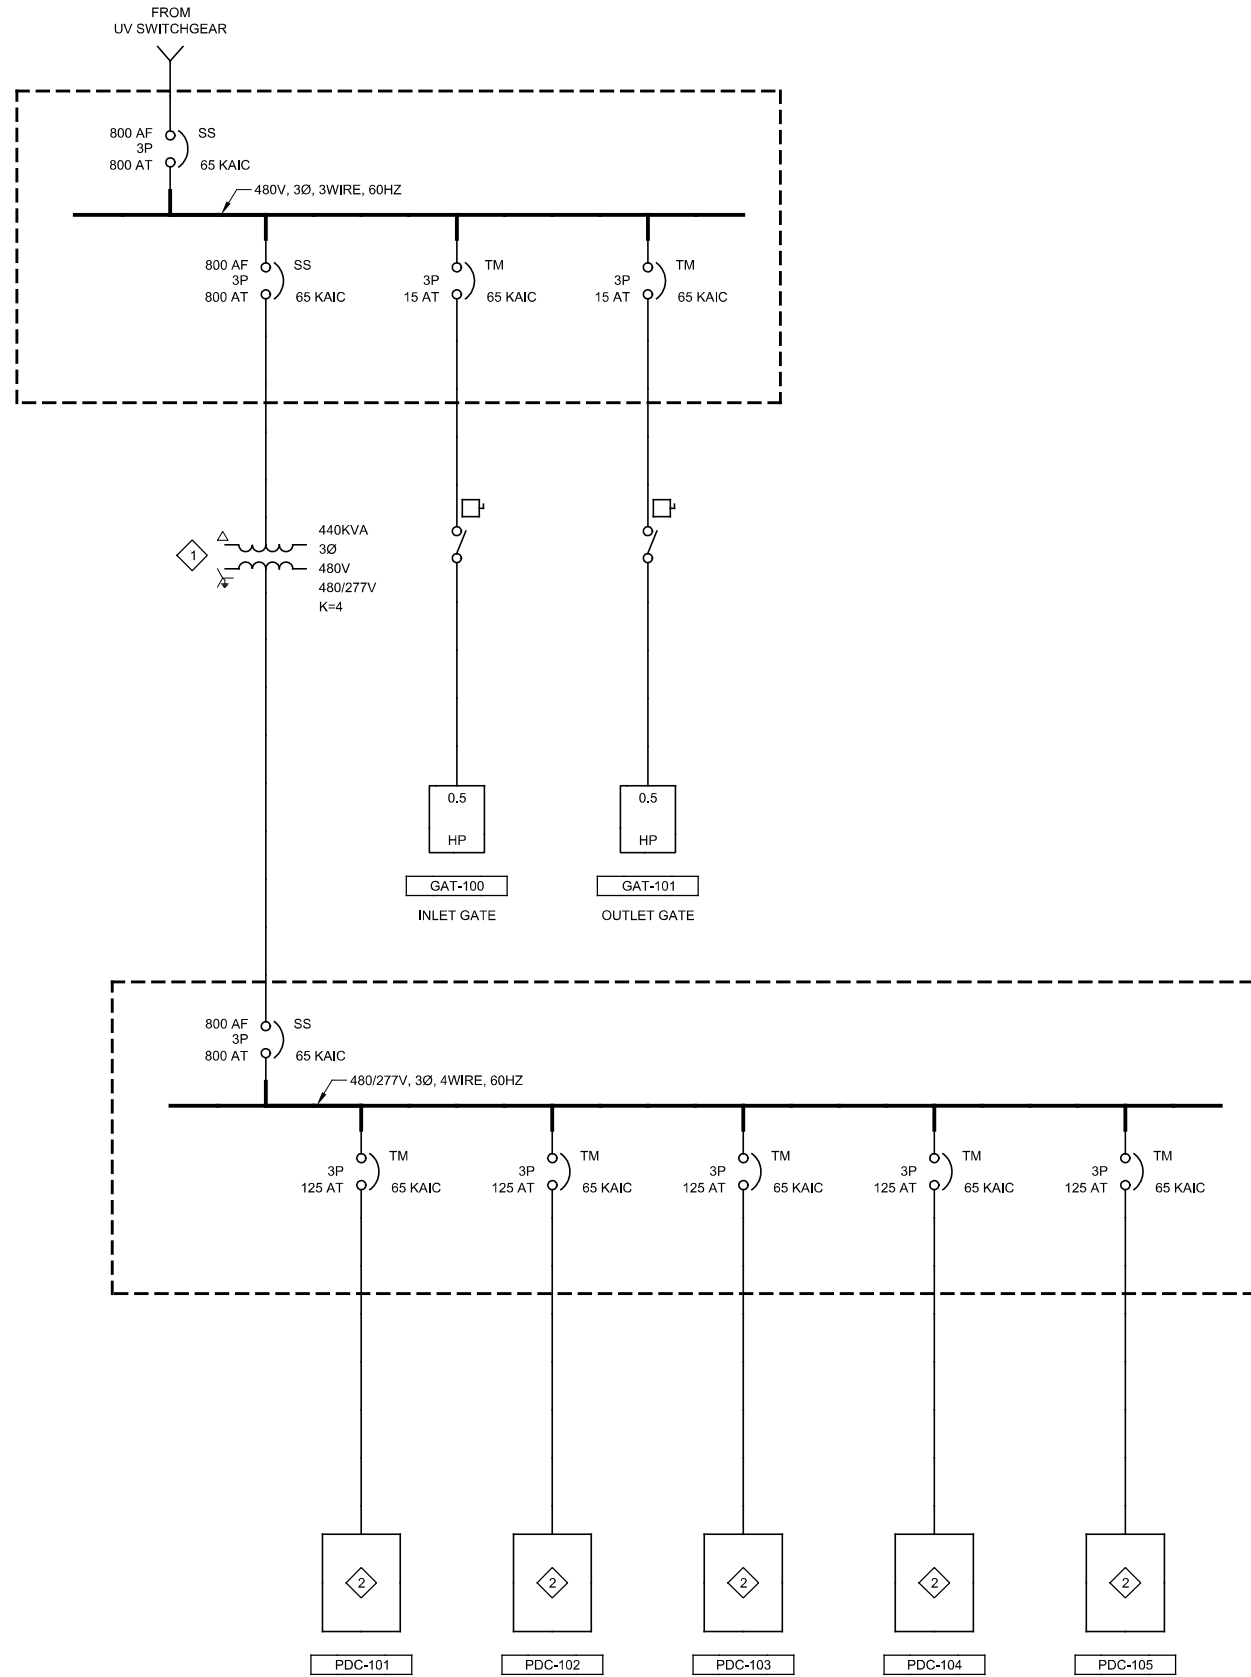 FROM
UV SWITCHGEAR
800 AF
SS
3P
800 AT
65 KAIC
480V, 3Ø, 3WIRE, 60HZ
800 AF
SS
3P
800 AT
65 KAIC
TM
3P
15 AT
65 KAIC
TM
3P
15 AT
65 KAIC
1
440KVA
3Ø
480V
480/277V
K=4
0.5
HP
GAT-100
INLET GATE
0.5
HP
GAT-101
OUTLET GATE
800 AF
SS
3P
800 AT
65 KAIC
480/277V, 3Ø, 4WIRE, 60HZ
TM
3P
125 AT
65 KAIC
TM
3P
125 AT
65 KAIC
TM
3P
125 AT
65 KAIC
TM
3P
125 AT
65 KAIC
TM
3P
125 AT
65 KAIC
2
2
2
2
2
PDC-101
PDC-102
PDC-103
PDC-104
PDC-105